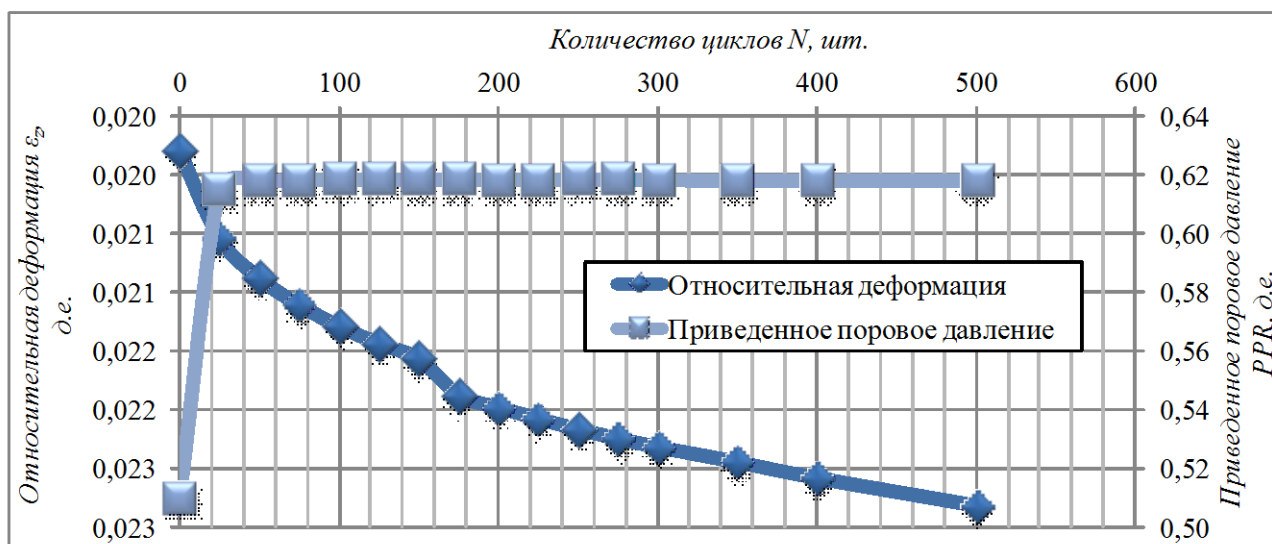 Количество циклов N, шт.
0 100 200 300 400 500 600
Относительная деформация εz,
д.е.
0,020
0,020
0,021
0,021
0,022
0,022
0,023
0,023
Относительная деформация
Приведенное поровое давление
0,64
0,62
0,60
0,58
0,56
0,54
0,52
0,50
Приведенное поровое давление
PPR, д.е.